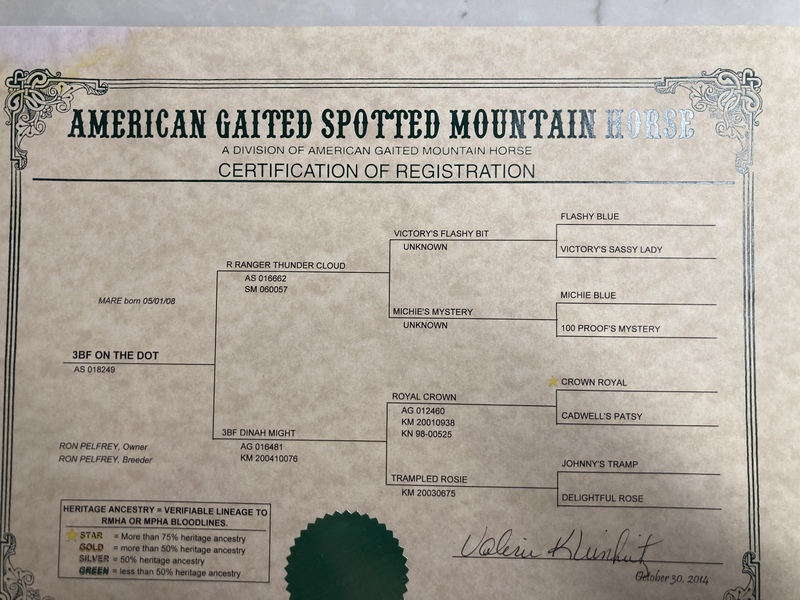 AMERICAN GAITED SPOTTED MOUNTAIN HORSE
A DIVISION OF AMERICAN GAITED MOUNTAIN HORSE
CERTIFICATION OF REGISTRATION
FLASHY BLUE
VICTORY'S FLASHY BIT
UNKNOWN
VICTORY'S SASSY LADY
R RANGER THUNDER CLOUD
AS 016662
SM 060057
MARE born 05/01/08
MICHIE BLUE
MICHIE'S MYSTERY
UNKNOWN
100 PROOF'S MYSTERY
3BF ON THE DOT
AS 018249
CROWN ROYAL
ROYAL CROWN
AG 012460
KM 20010938
KN 98-00525
CADWELL'S PATSY
3BF DINAH MIGHT
AG 016481
KM 200410076
RON PELFREY, Owner
RON PELFREY, Breeder
JOHNNY'S TRAMP
TRAMPLED ROSIE
KM 20030675
DELIGHTFUL ROSE
HERITAGE ANCESTRY = VERIFIABLE LINEAGE TO
RMHA OR MPHA BLOODLINES.
STAR = More than 75% heritage ancestry
GOLD = more than 50% heritage ancestry
SILVER = 50% heritage ancestry
GREEN = less than 50% heritage ancestry
Valerie
October 30, 2014